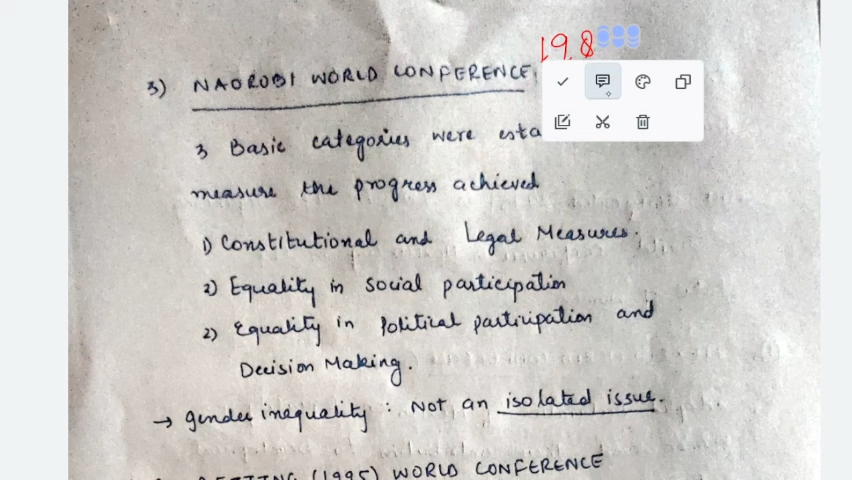 198
3) NAOROBI WORLD CONFERENCE
3 Basic categories were esta
measure the progress achieved
1) Constitutional and Legal Measures.
2) Equality in social participation
2) Equality in Political participation and
Decision Making.
→ gender inequality : Not an isolated issue.
(1995) WORLD CONFERENCE